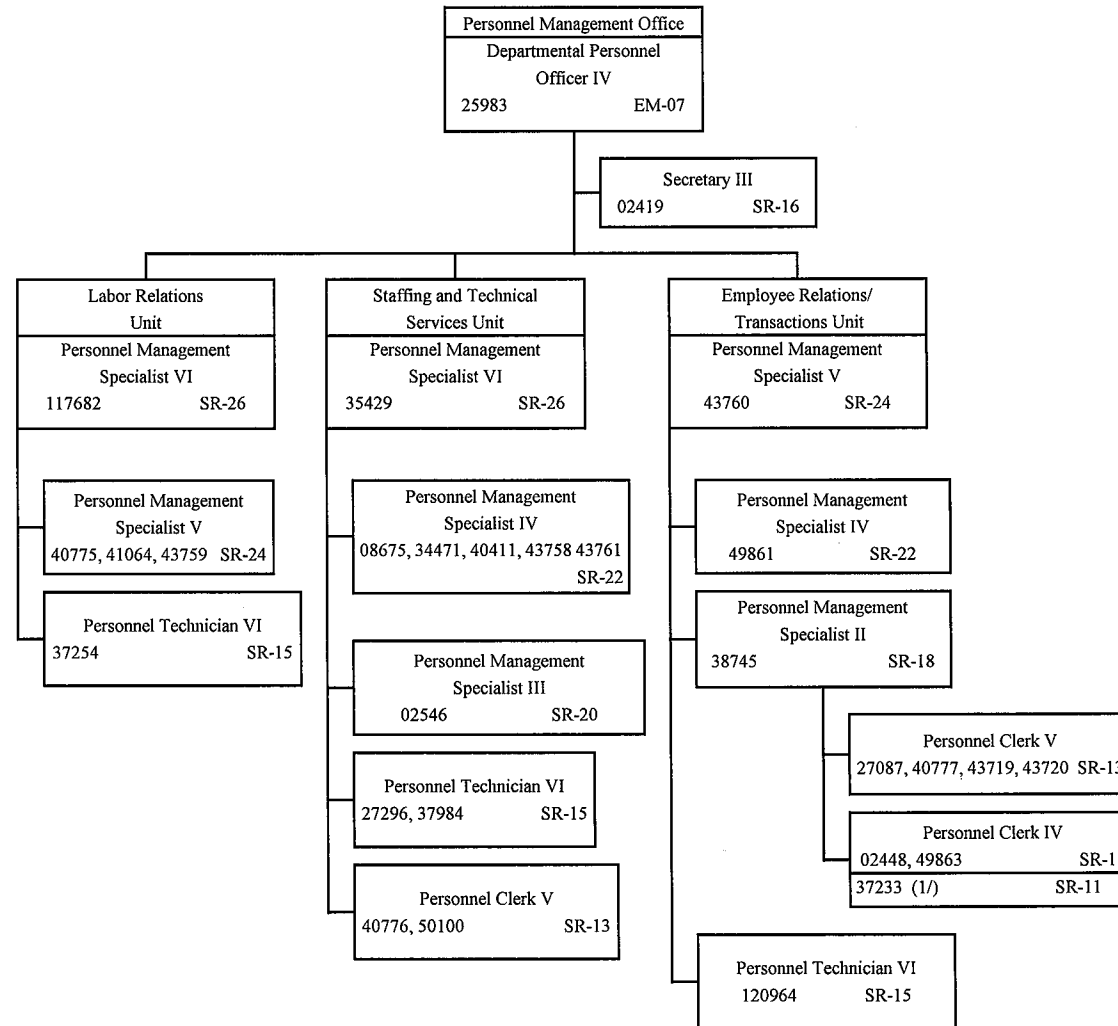 Personnel Management Office
Departmental Personnel
Officer IV
25983 EM-07
Secretary III
02419 SR-16
Labor Relations
Unit
Personnel Management
Specialist VI
117682 SR-26
Personnel Management
Specialist V
40775, 41064, 43759 SR-24
Personnel Technician VI
37254 SR-15
Staffing and Technical
Services Unit
Personnel Management
Specialist VI
35429 SR-26
Personnel Management
Specialist IV
08675, 34471, 40411, 43758 43761
SR-22
Personnel Management
Specialist III
02546 SR-20
Personnel Technician VI
27296, 37984 SR-15
Personnel Clerk V
40776, 50100 SR-13
Employee Relations/
Transactions Unit
Personnel Management
Specialist V
43760 SR-24
Personnel Management
Specialist IV
49861 SR-22
Personnel Management
Specialist II
38745 SR-18
Personnel Clerk V
27087, 40777, 43719, 43720 SR-13
Personnel Clerk IV
02448, 49863 SR-1
37233 (1/) SR-11
Personnel Technician VI
120964 SR-15